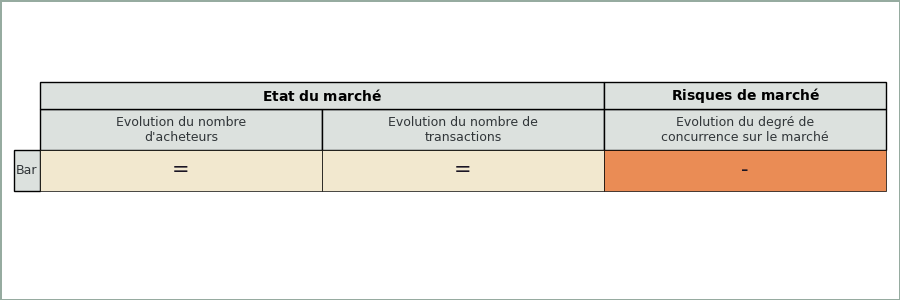 Etat du marché
Risques de marché
Evolution du nombre
d'acheteurs
Evolution du nombre de
transactions
Evolution du degré de
concurrence sur le marché
Bar
=
=
-